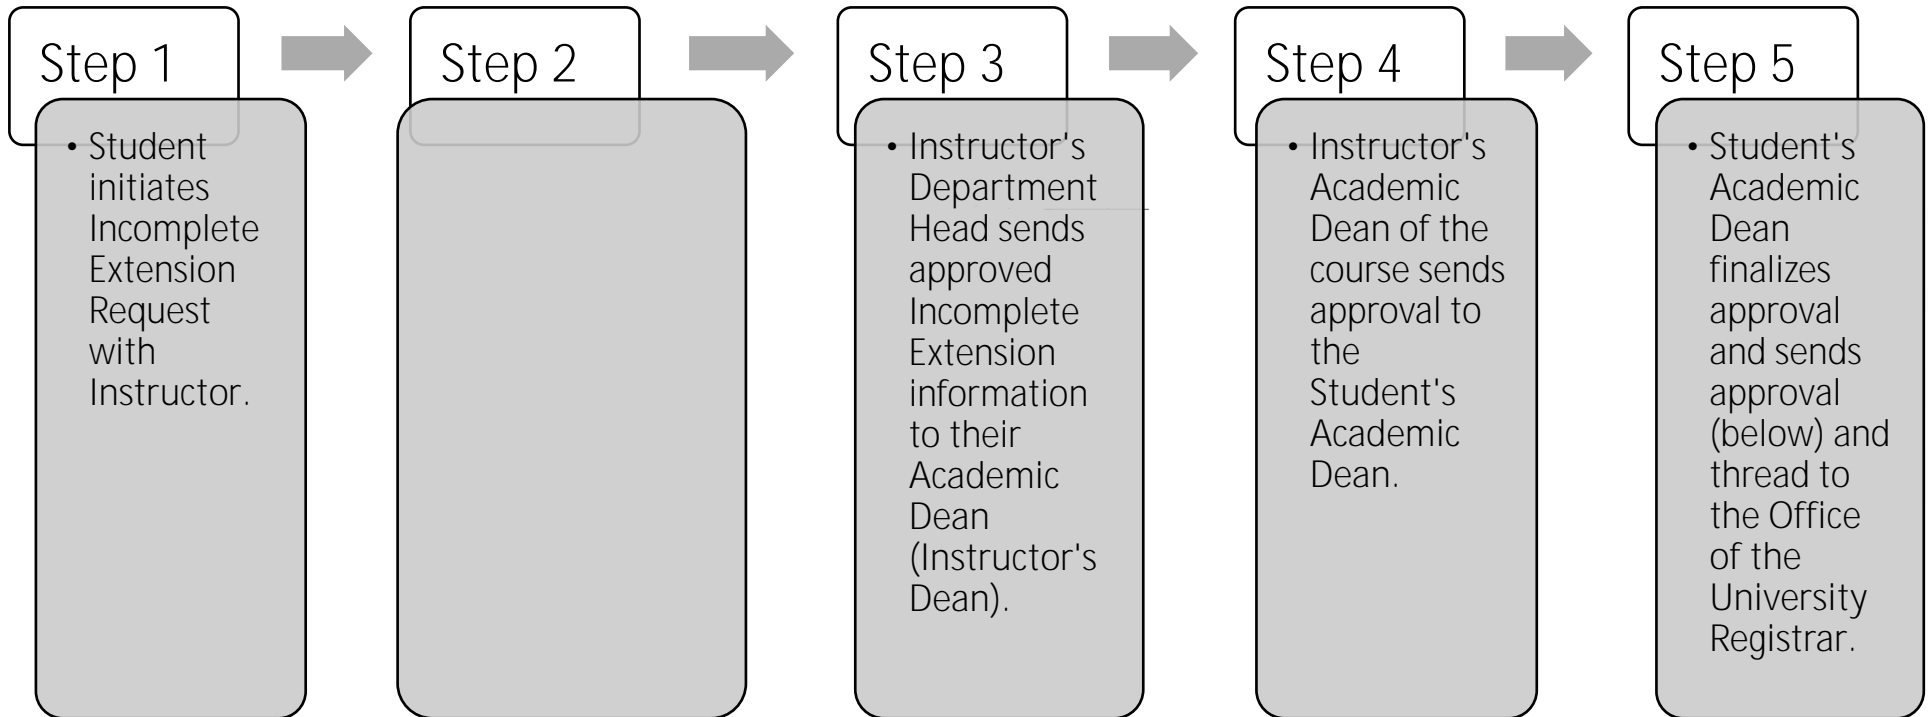 Step 1
• Student
initiates
Incomplete
Extension
Request
with
Instructor.
Step 2
Step 3
• Instructor's
Department
Head sends
approved
Incomplete
Extension
information
to their
Academic
Dean
(Instructor's
Dean).
Step 4
• Instructor's
Academic
Dean of the
course sends
approval to
the
Student's
Academic
Dean.
Step 5
• Student's
Academic
Dean
finalizes
approval
and sends
approval
(below) and
thread to
the Office
of the
University
Registrar.